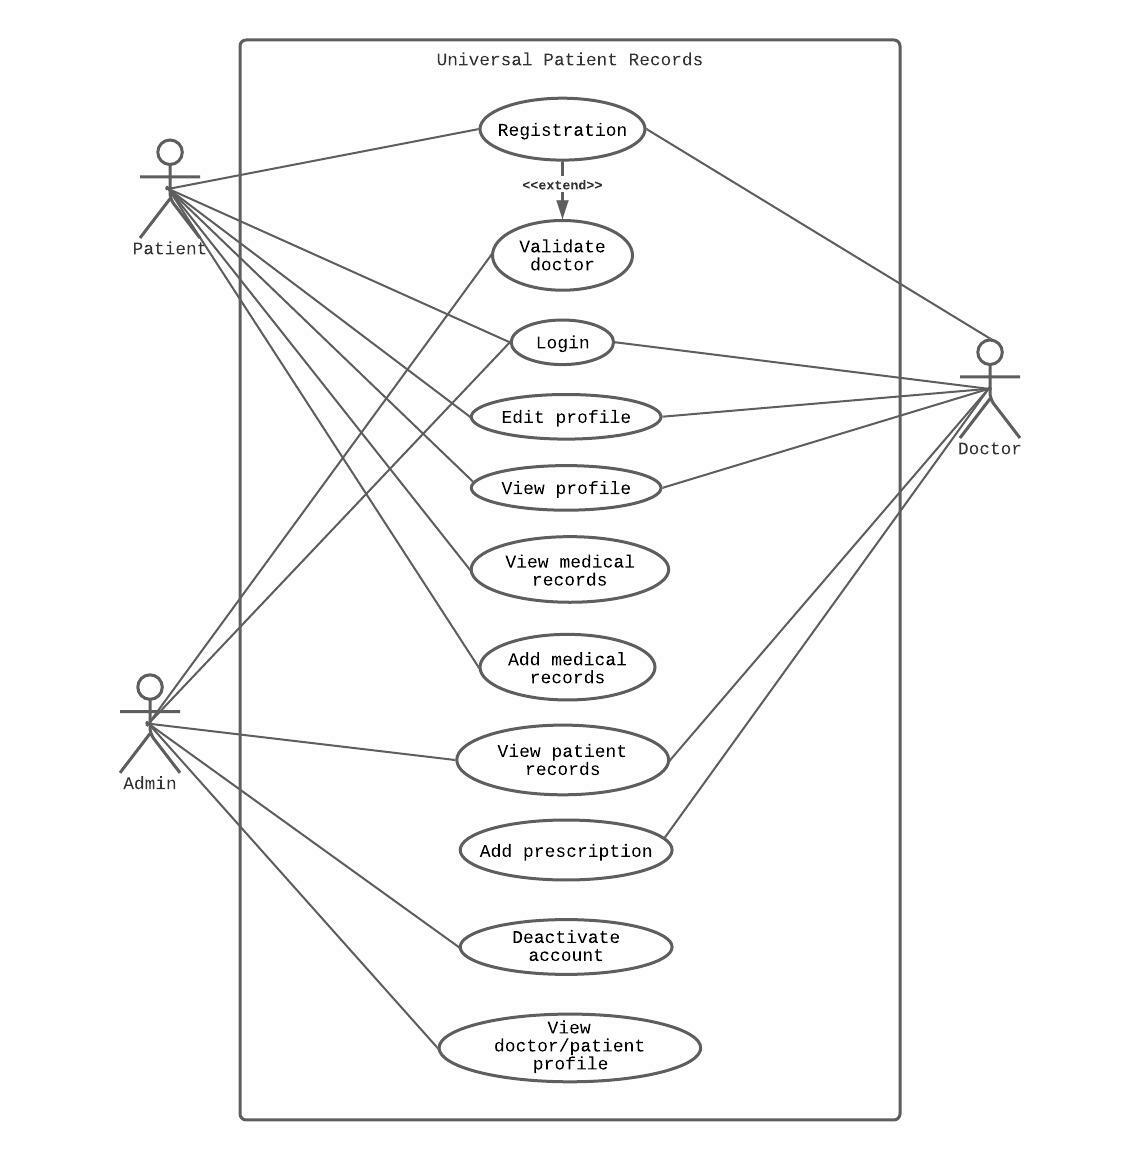 Universal Patient Records
Registration
<<extend>>
Patient
Validate
doctor
Login
Edit profile
Doctor
View profile
View medical
records
Add medical
records
View patient
records
Admin
Add prescription
Deactivate
account
View
doctor/patient
profile